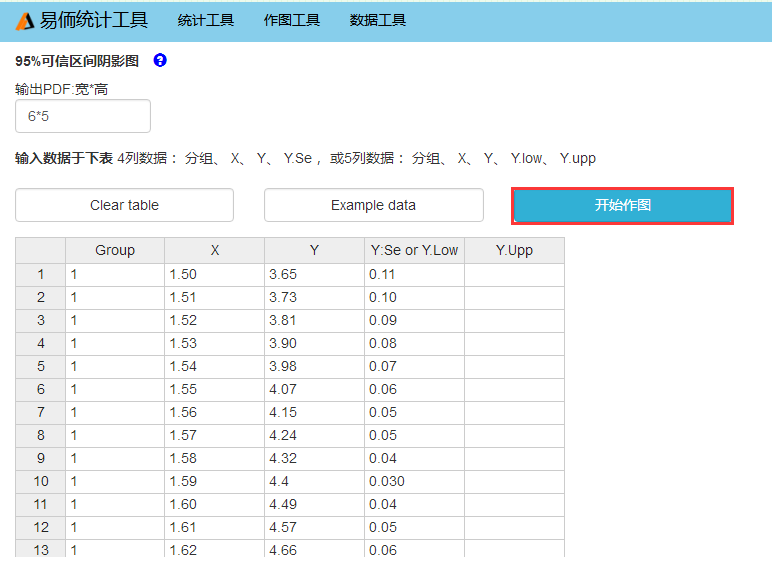 易侕统计工具 统计工具 作图工具 数据工具
95%可信区间阴影图 ?
输出PDF:宽*高
6*5
输入数据于下表 4列数据： 分组、 X、 Y、 Y.Se ， 或5列数据： 分组、 X、 Y、 Y.low、 Y.upp
Clear table Example data 开始作图
Group X Y Y:Se or Y.Low Y.Upp
1 1 1.50 3.65 0.11
2 1 1.51 3.73 0.10
3 1 1.52 3.81 0.09
4 1 1.53 3.90 0.08
5 1 1.54 3.98 0.07
6 1 1.55 4.07 0.06
7 1 1.56 4.15 0.05
8 1 1.57 4.24 0.05
9 1 1.58 4.32 0.04
10 1 1.59 4.4 0.030
11 1 1.60 4.49 0.04
12 1 1.61 4.57 0.05
13 1 1.62 4.66 0.06